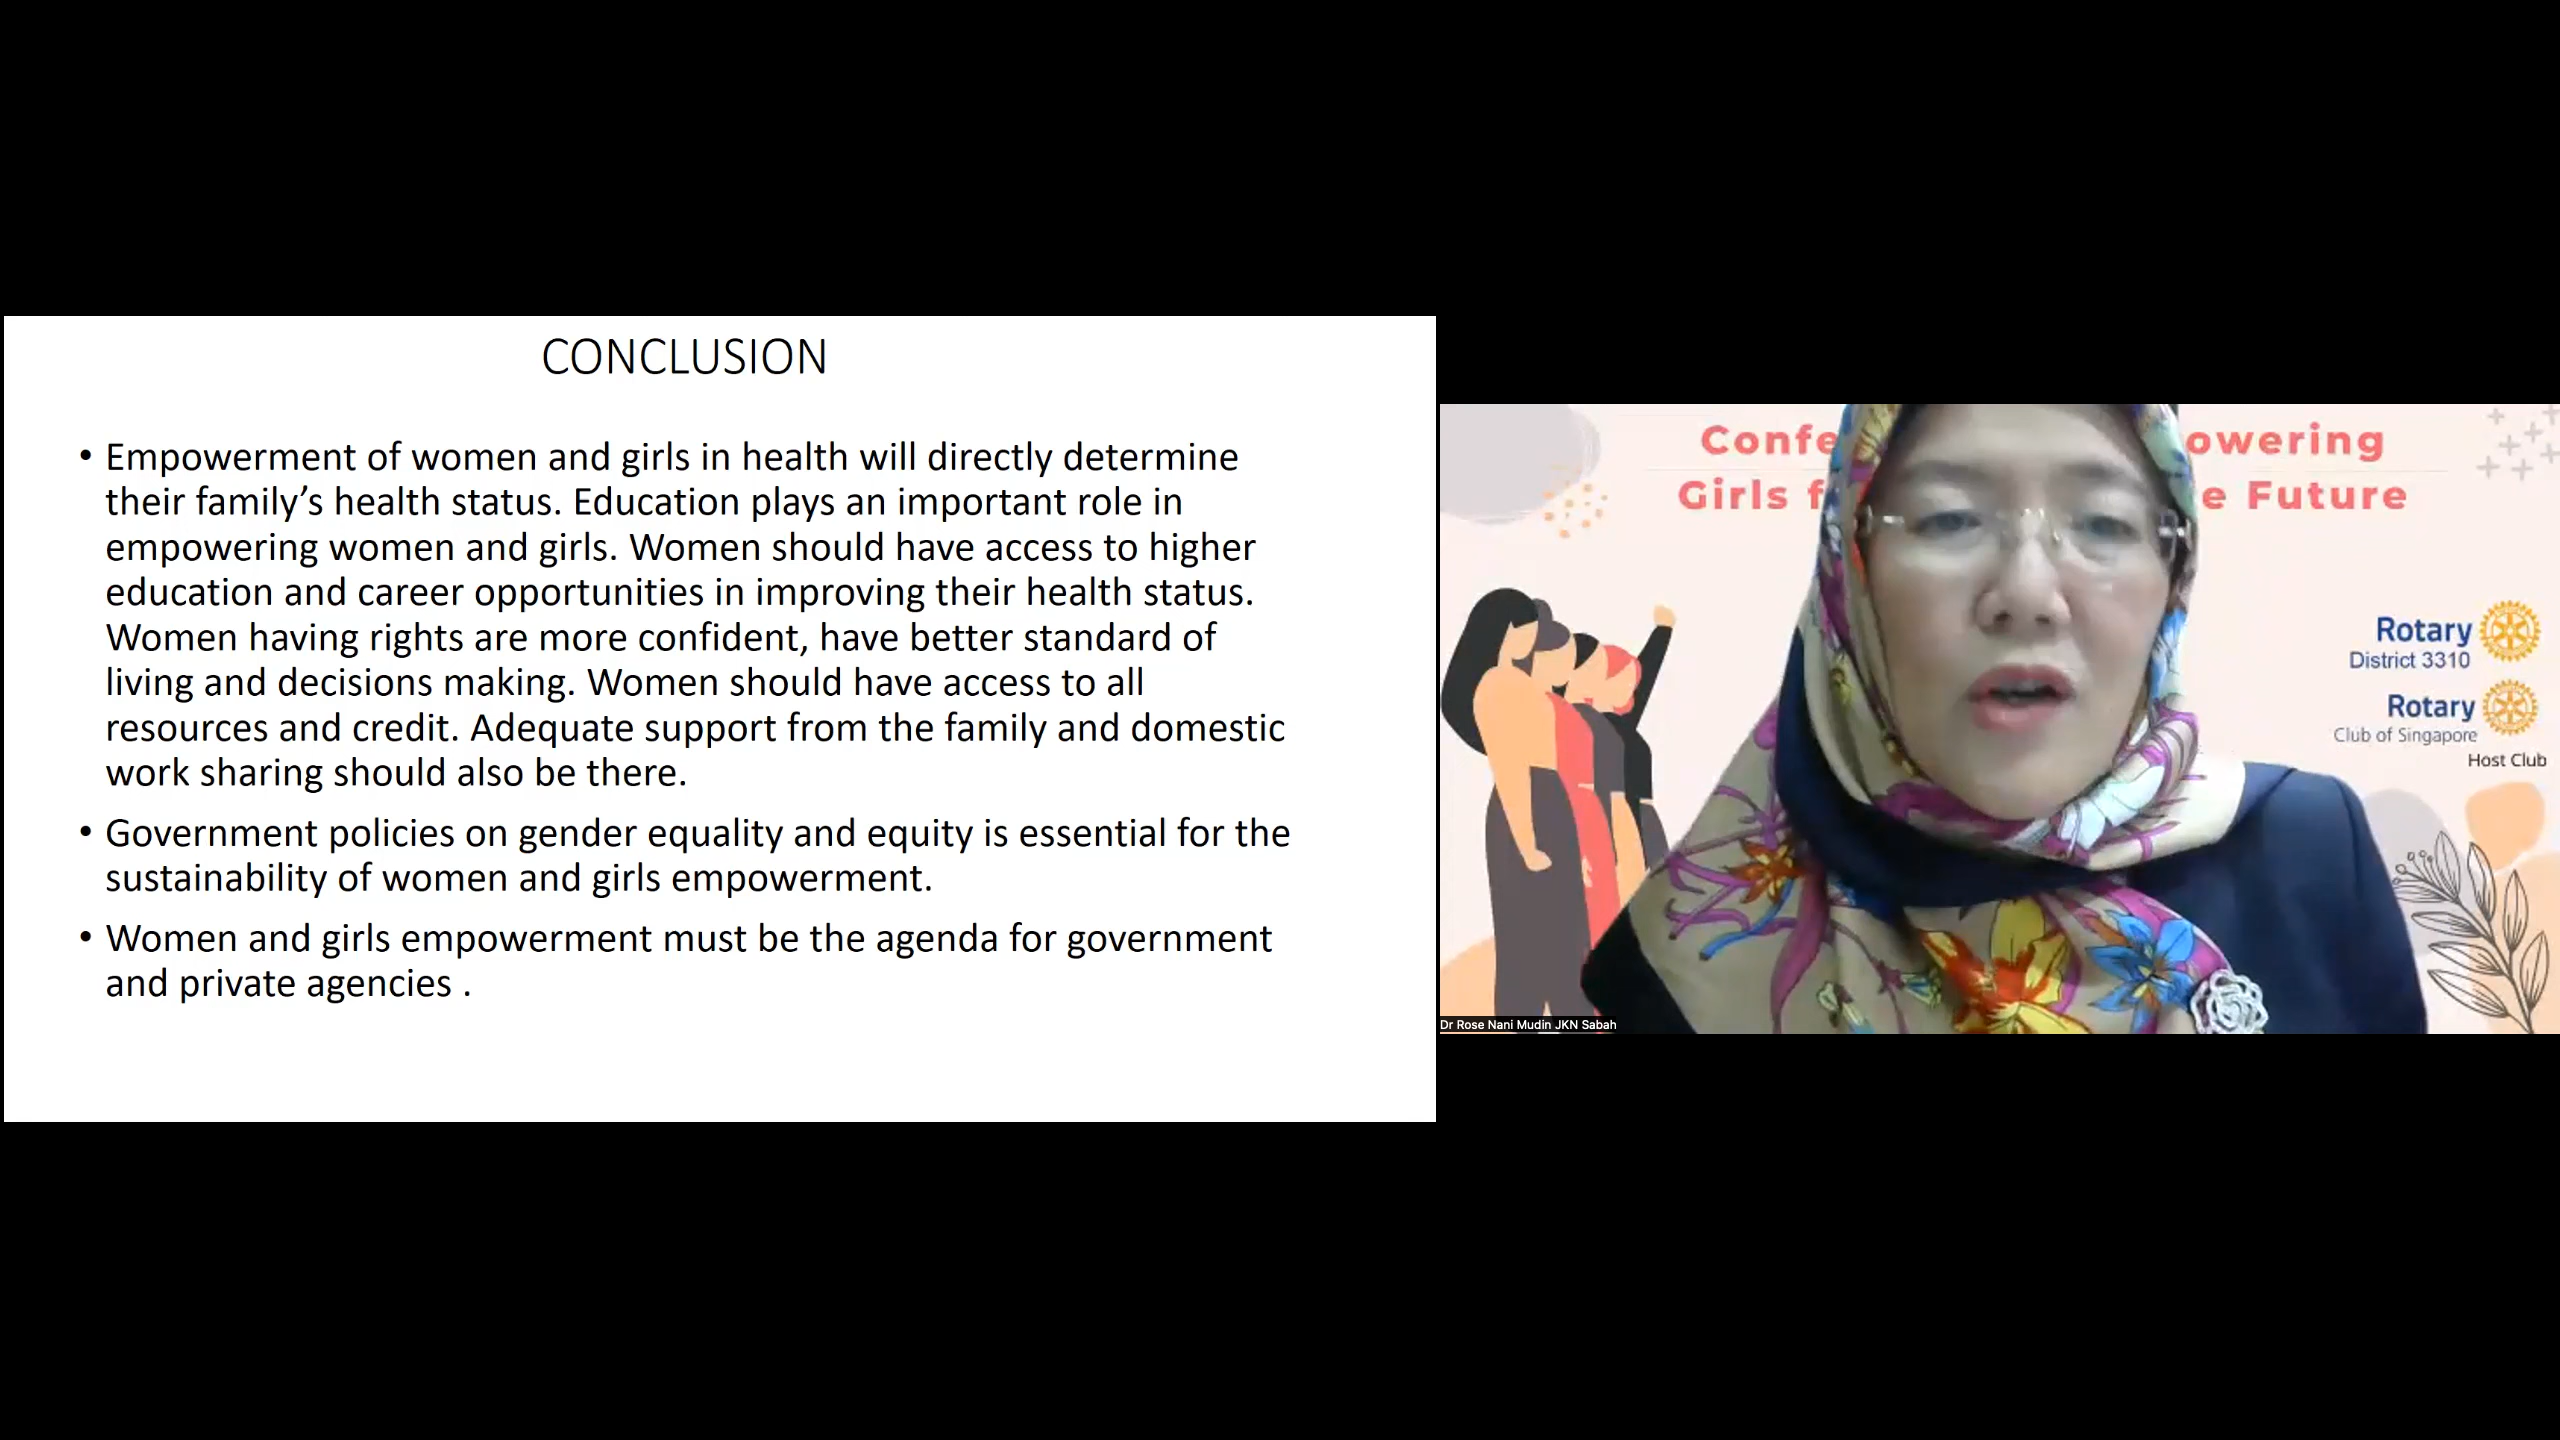 CONCLUSION
• Empowerment of women and girls in health will directly determine
their family’s health status. Education plays an important role in
empowering women and girls. Women should have access to higher
education and career opportunities in improving their health status.
Women having rights are more confident, have better standard of
living and decisions making. Women should have access to all
resources and credit. Adequate support from the family and domestic
work sharing should also be there.
• Government policies on gender equality and equity is essential for the
sustainability of women and girls empowerment.
• Women and girls empowerment must be the agenda for government
and private agencies .
Confe owering
Girls f e Future
Rotary
District 3310
Rotary
Club of Singapore
Host Club
Dr Rose Nani Mudin JKN Sabah